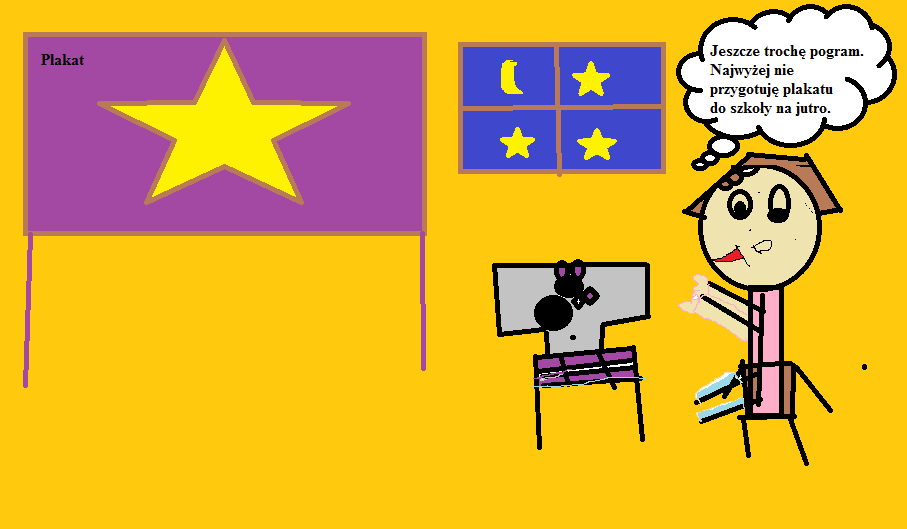 Plakat
Jeszcze trochę pogram.
Najwyżej nie
przygotuję plakatu
do szkoły na jutro.